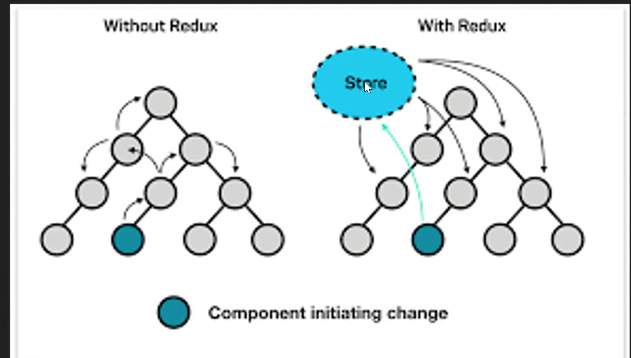 Without Redux
With Redux
Store
Component initiating change